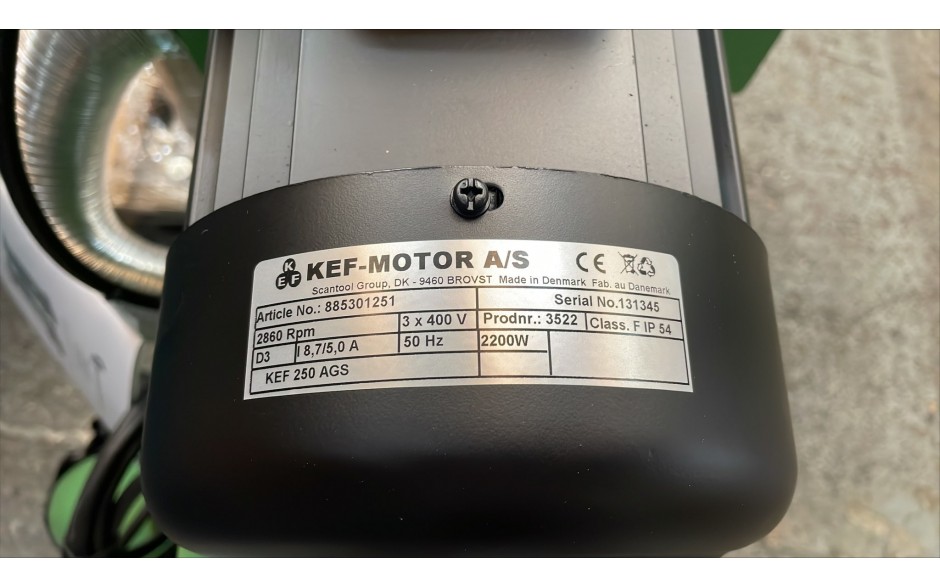 K
E F
KEF-MOTOR A/S CE
Scantool Group, DK - 9460 BROVST Made in Denmark Fab. au Danemark
Article No.: 885301251 Serial No.131345
2860 Rpm 3 x 400 V Prodnr.: 3522 Class. F IP 54
D3 I 8,7/5,0 A 50 Hz 2200W
KEF 250 AGS